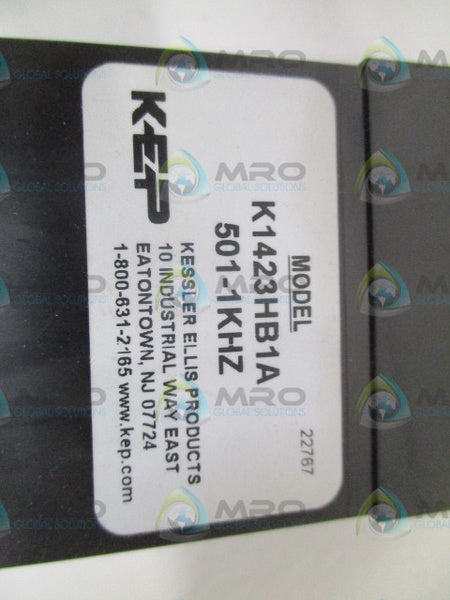 KEP
MODEL
K1423HB1A
501-1KHZ
22767
KESSLER ELLIS PRODUCTS
10 INDUSTRIAL WAY EAST
EATONTOWN, NJ 07724
1-800-631-2165 www.kep.com
MRO
GLOBAL SOLUTIONS